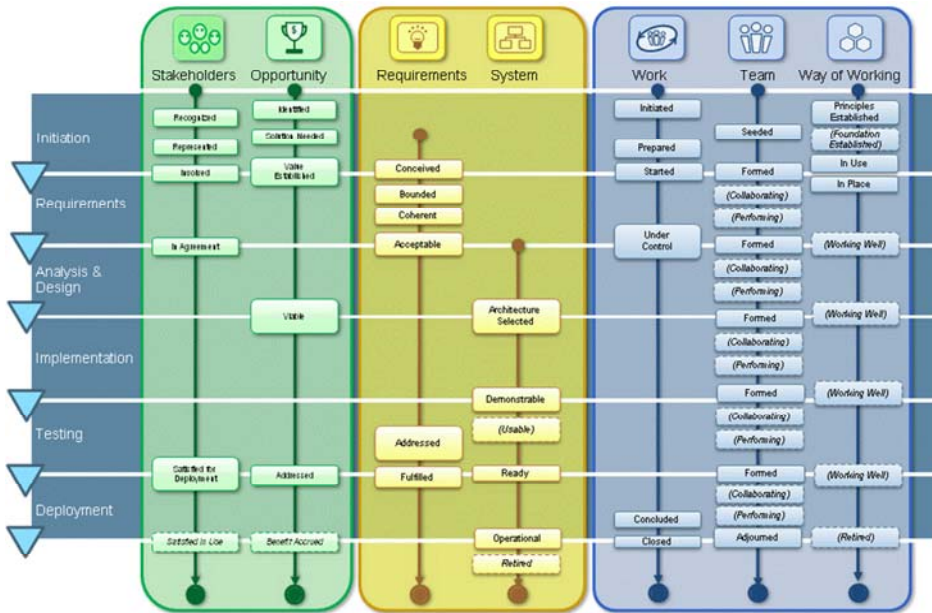 Stakeholders Opportunity Requirements System Work Team Way of Working
Initiation
Requirements
Analysis &
Design
Implementation
Testing
Deployment
Recognized
Represented
Involved
In Agreement
Satisfied for
Deployment
Satisfied in Use
$
Identified
Solution Needed
Value
Established
Viable
Addressed
Benefit Accrued
Conceived
Bounded
Coherent
Acceptable
Addressed
Fulfilled
Architecture
Selected
Demonstrable
(Usable)
Ready
Operational
Retired
Initiated
Prepared
Started
Under
Control
Concluded
Closed
Seeded
Formed
(Collaborating)
(Performing)
Formed
(Collaborating)
(Performing)
Formed
(Collaborating)
(Performing)
Formed
(Collaborating)
(Performing)
Formed
(Collaborating)
(Performing)
Adjourned
Principles
Established
(Foundation
Established)
In Use
In Place
(Working Well)
(Working Well)
(Working Well)
(Working Well)
(Retired)